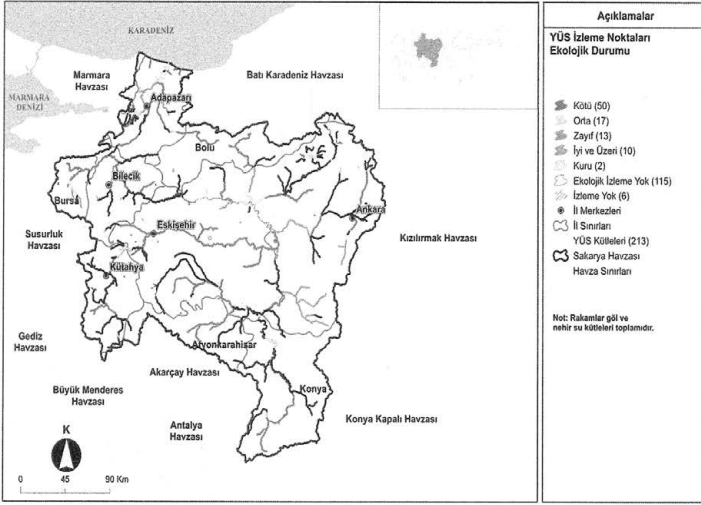 KARADENİZ
Marmara
Havzası
Batı Karadeniz Havzası
MARMARA
DENİZİ
Adapazarı
Bolu
Bilecik
Bursa
Ankara
Susurluk
Havzası
Eskişehir
Kızılırmak Havzası
Kütahya
Gediz
Havzası
Afyonkarahisar
Akarçay Havzası
Büyük Menderes
Havzası
Konya
Antalya
Havzası
Konya Kapalı Havzası
K
0 45 90 Km
Açıklamalar
YÜS İzleme Noktaları
Ekolojik Durumu
Kötü (50)
Orta (17)
Zayıf (13)
İyi ve Üzeri (10)
Kuru (2)
Ekolojik İzleme Yok (115)
İzleme Yok (6)
İl Merkezleri
İl Sınırları
YÜS Kütleleri (213)
Sakarya Havzası
Havza Sınırları
Not: Rakamlar göl ve
nehir su kütleleri toplamıdır.